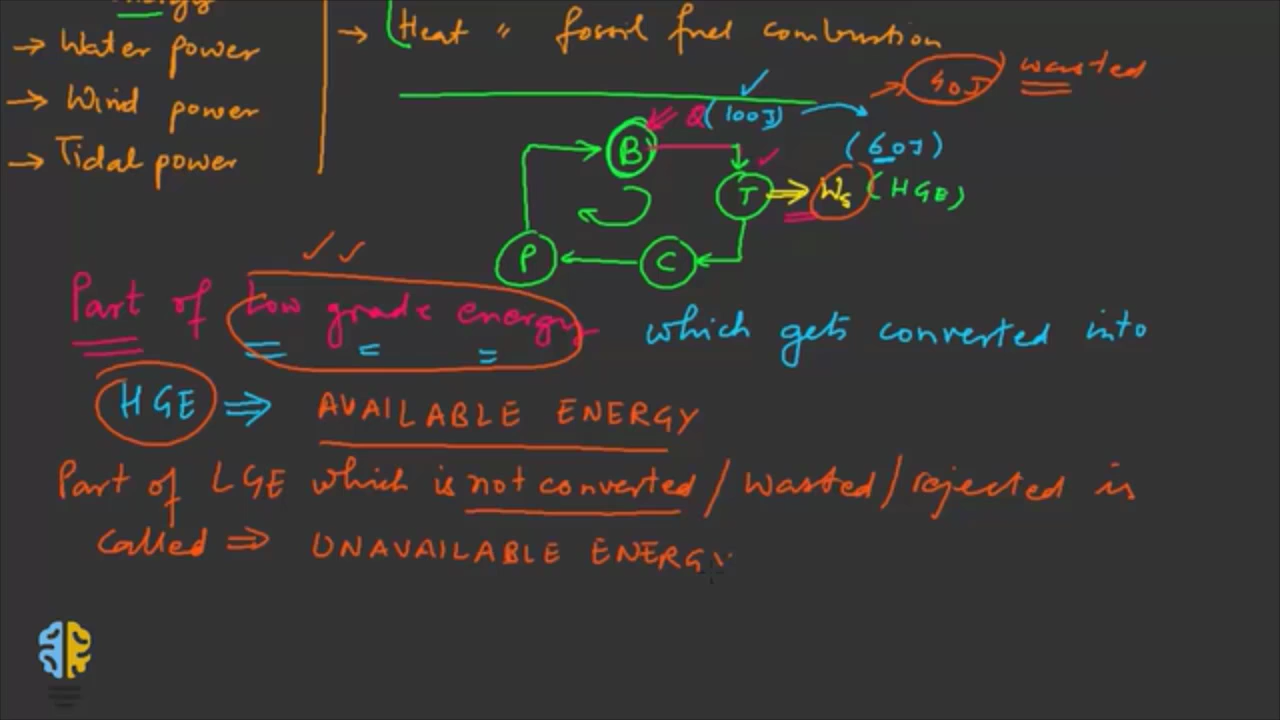 → Water power
→ Wind power
→ Tidal power
→ Heat " fossil fuel combustion
40J wasted
Q (100J)
(60J)
B
T
Ws (HGE)
P
C
Part of low grade energy which gets converted into
HGE ⇒ AVAILABLE ENERGY
Part of LGE which is not converted / wasted / rejected is
called ⇒ UNAVAILABLE ENERGY